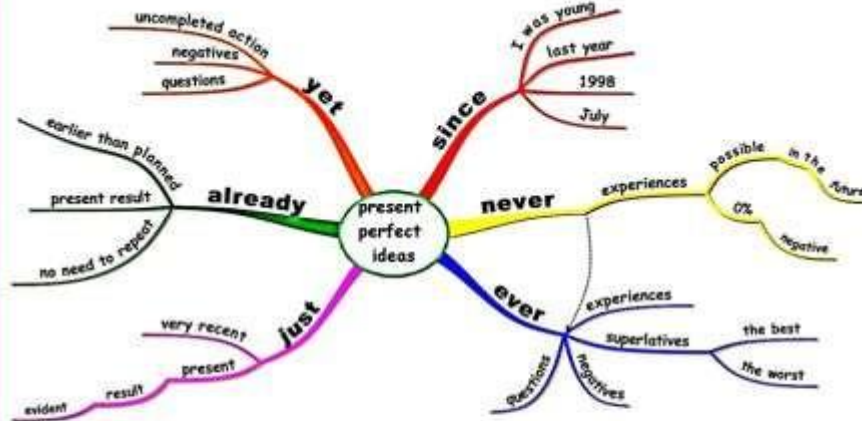 present
perfect
ideas
yet
uncompleted action
negatives
questions
since
I was young
last year
1998
July
already
earlier than planned
present result
no need to repeat
never
experiences
possible
in the future
0%
negative
just
very recent
present
result
evident
ever
experiences
superlatives
the best
the worst
negatives
questions